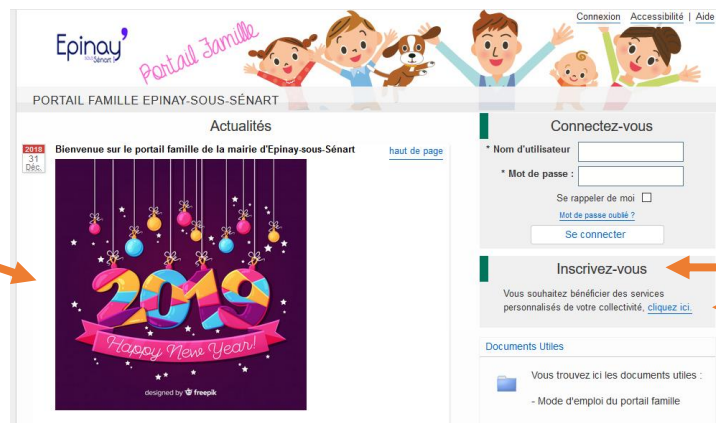 Connexion Accessibilité | Aide
Epinay
sous Sénart !
Portail Famille
PORTAIL FAMILLE EPINAY-SOUS-SÉNART
Actualités
2018
31
Déc.
Bienvenue sur le portail famille de la mairie d'Epinay-sous-Sénart
haut de page
2019
Happy New Year!
designed by freepik
Connectez-vous
* Nom d'utilisateur
* Mot de passe :
Se rappeler de moi
Mot de passe oublié ?
Se connecter
Inscrivez-vous
Vous souhaitez bénéficier des services
personnalisés de votre collectivité, cliquez ici.
Documents Utiles
Vous trouvez ici les documents utiles :
- Mode d'emploi du portail famille